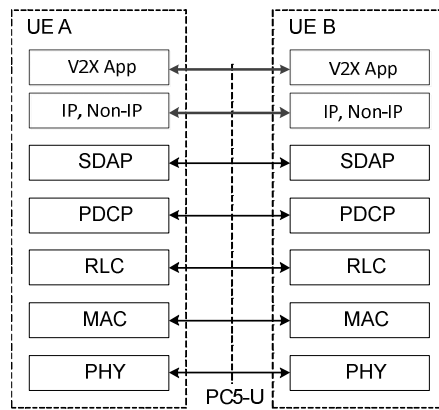 UE A
UE B
V2X App
V2X App
IP, Non-IP
IP, Non-IP
SDAP
SDAP
PDCP
PDCP
RLC
RLC
MAC
MAC
PHY
PHY
PC5-U